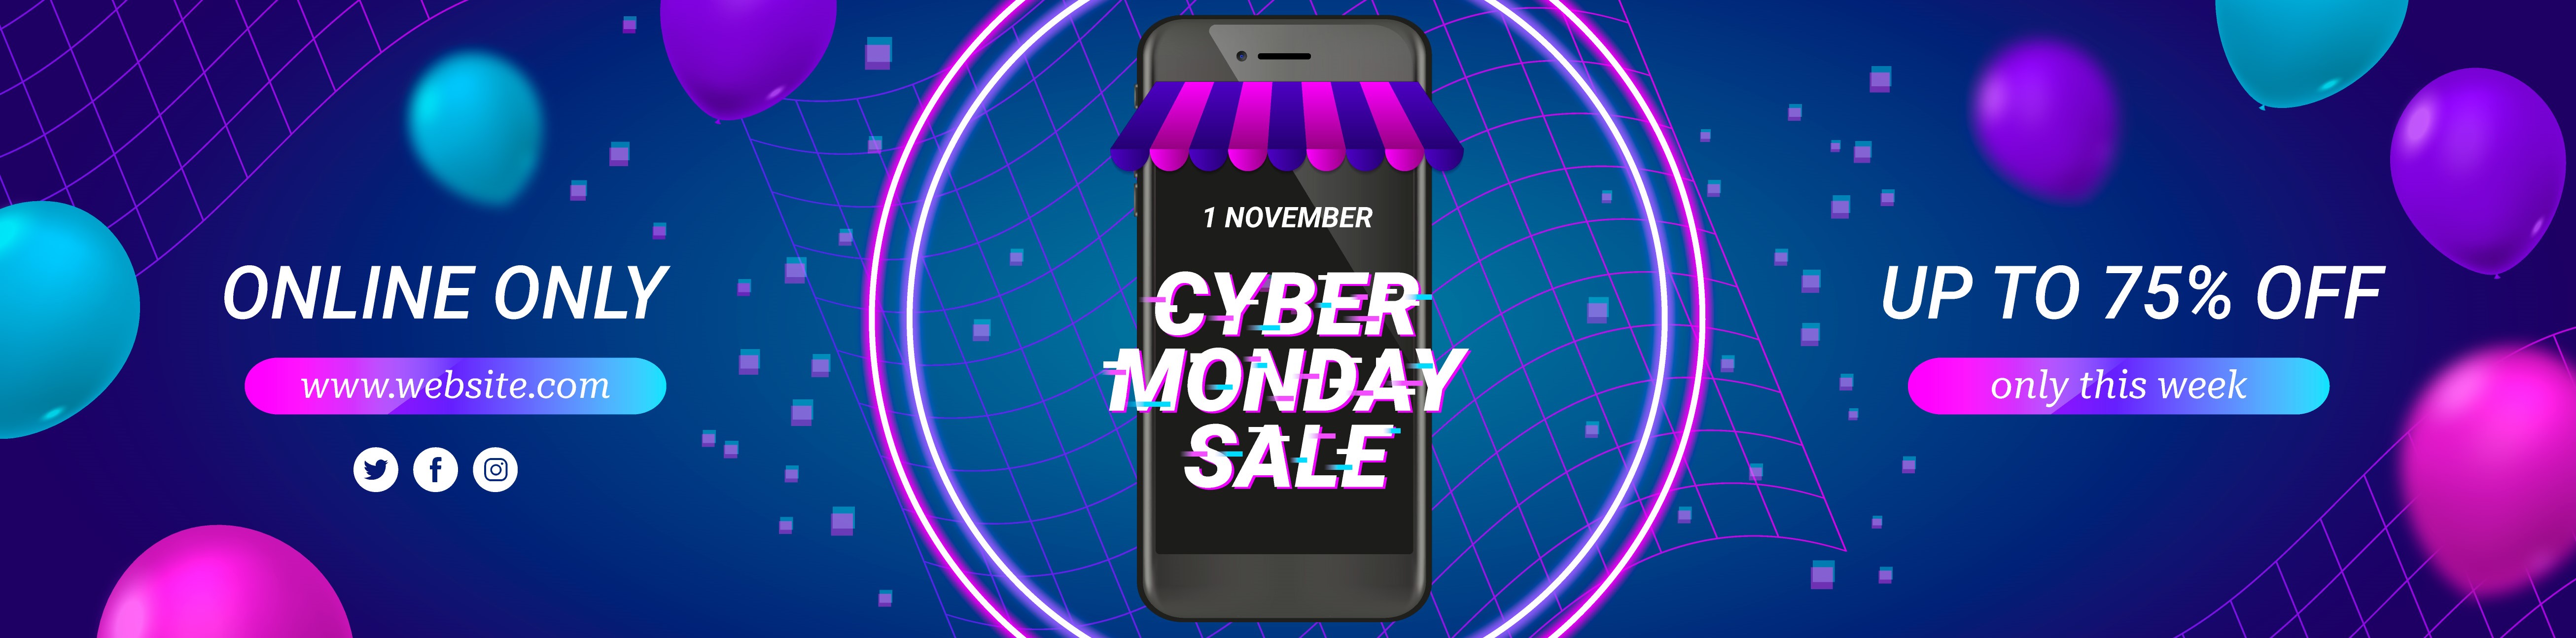 ONLINE ONLY
www.website.com
1 NOVEMBER
CYBER
MONDAY
SALE
UP TO 75% OFF
only this week